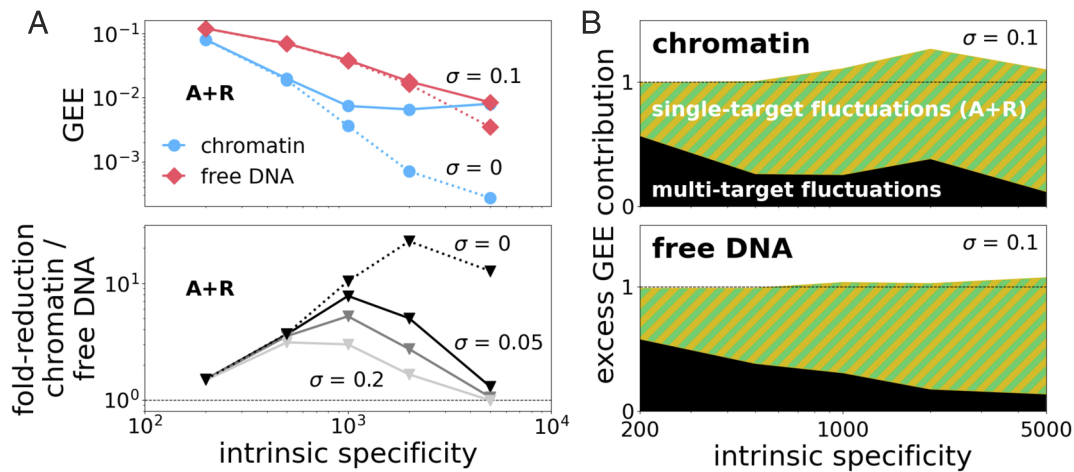 A
10⁻¹
10⁻²
10⁻³
GEE
A+R
σ = 0.1
chromatin
free DNA
σ = 0
fold-reduction
chromatin /
free DNA
10¹
10⁰
A+R
σ = 0
σ = 0.05
σ = 0.2
10²
10³
10⁴
intrinsic specificity
B
excess GEE contribution
chromatin
σ = 0.1
1
single-target fluctuations (A+R)
multi-target fluctuations
0
free DNA
σ = 0.1
1
0
200
1000
5000
intrinsic specificity